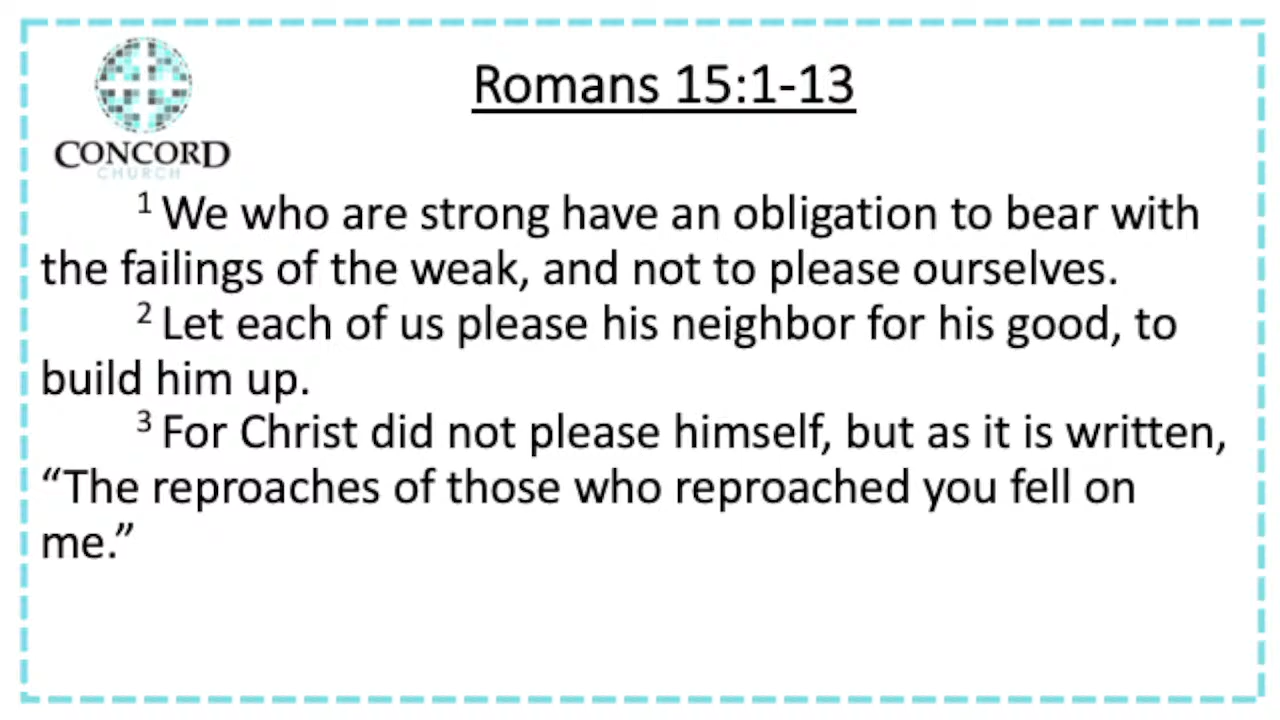 Romans 15:1-13
CONCORD
CHURCH
1 We who are strong have an obligation to bear with
the failings of the weak, and not to please ourselves.
2 Let each of us please his neighbor for his good, to
build him up.
3 For Christ did not please himself, but as it is written,
“The reproaches of those who reproached you fell on
me.”